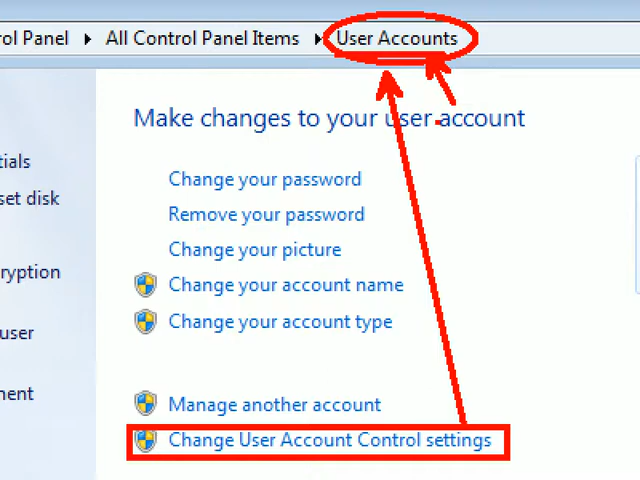 rol Panel ▸ All Control Panel Items ▸ User Accounts
Make changes to your user account
tials
Change your password
set disk
Remove your password
Change your picture
ryption
Change your account name
Change your account type
user
ment
Manage another account
Change User Account Control settings